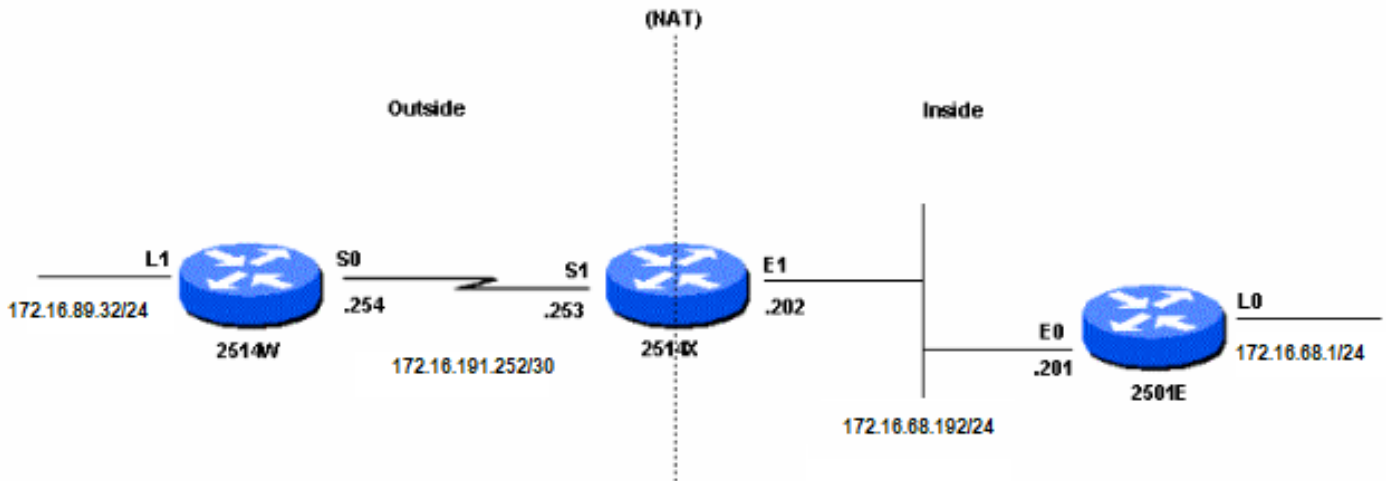 (NAT)
Outside
Inside
L1
S0
S1
E1
E0
L0
172.16.89.32/24
.254
.253
.202
.201
172.16.68.1/24
2514W
172.16.191.252/30
2514X
2501E
172.16.68.192/24